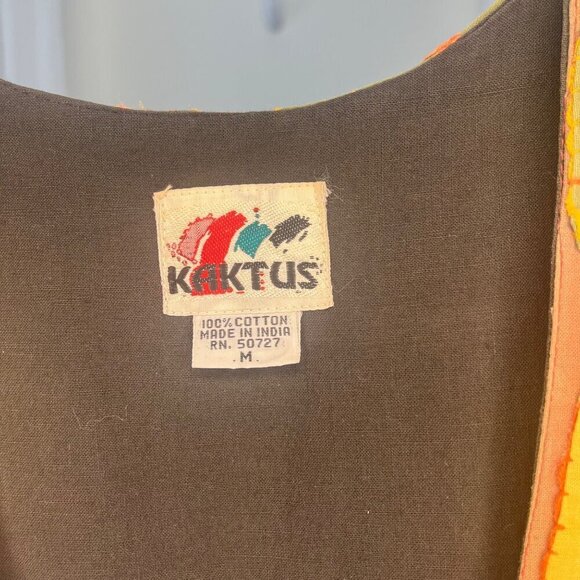 KAKTUS
100% COTTON
MADE IN INDIA
RN. 50727
M